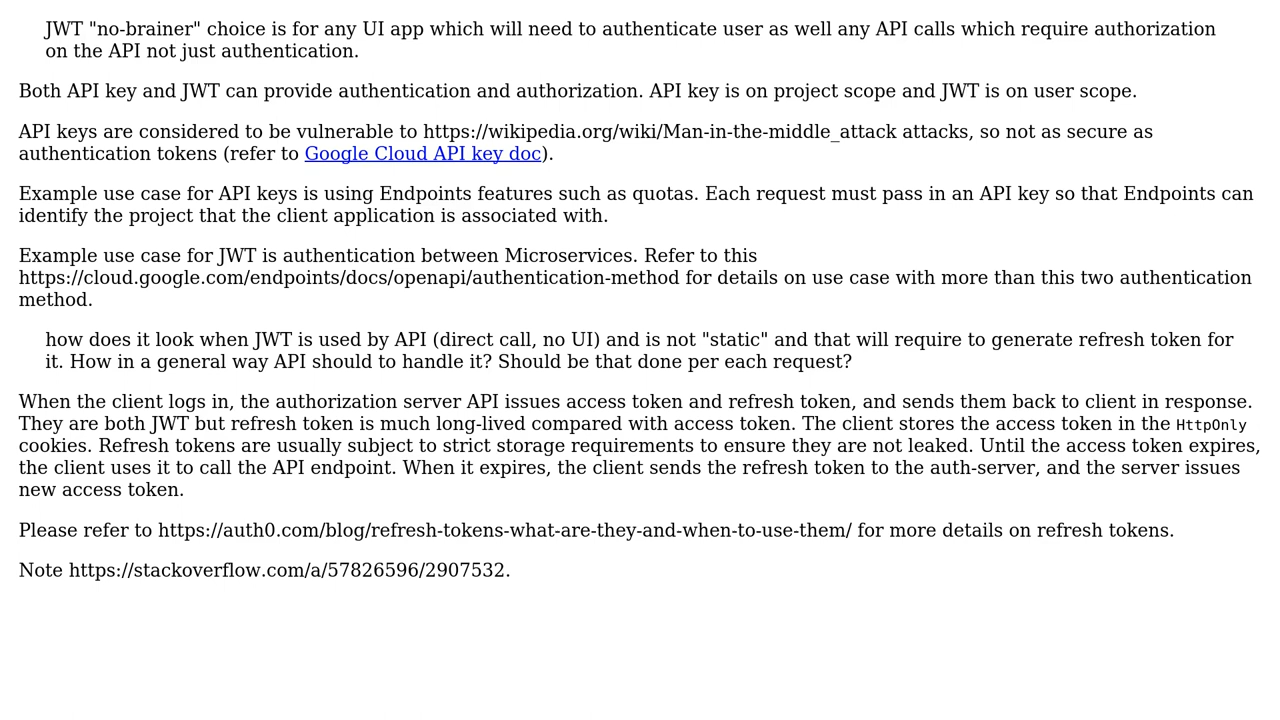 JWT "no-brainer" choice is for any UI app which will need to authenticate user as well any API calls which require authorization
on the API not just authentication.
Both API key and JWT can provide authentication and authorization. API key is on project scope and JWT is on user scope.
API keys are considered to be vulnerable to https://wikipedia.org/wiki/Man-in-the-middle_attack attacks, so not as secure as
authentication tokens (refer to Google Cloud API key doc).
Example use case for API keys is using Endpoints features such as quotas. Each request must pass in an API key so that Endpoints can
identify the project that the client application is associated with.
Example use case for JWT is authentication between Microservices. Refer to this
https://cloud.google.com/endpoints/docs/openapi/authentication-method for details on use case with more than this two authentication
method.
how does it look when JWT is used by API (direct call, no UI) and is not "static" and that will require to generate refresh token for
it. How in a general way API should to handle it? Should be that done per each request?
When the client logs in, the authorization server API issues access token and refresh token, and sends them back to client in response.
They are both JWT but refresh token is much long-lived compared with access token. The client stores the access token in the HttpOnly
cookies. Refresh tokens are usually subject to strict storage requirements to ensure they are not leaked. Until the access token expires,
the client uses it to call the API endpoint. When it expires, the client sends the refresh token to the auth-server, and the server issues
new access token.
Please refer to https://auth0.com/blog/refresh-tokens-what-are-they-and-when-to-use-them/ for more details on refresh tokens.
Note https://stackoverflow.com/a/57826596/2907532.